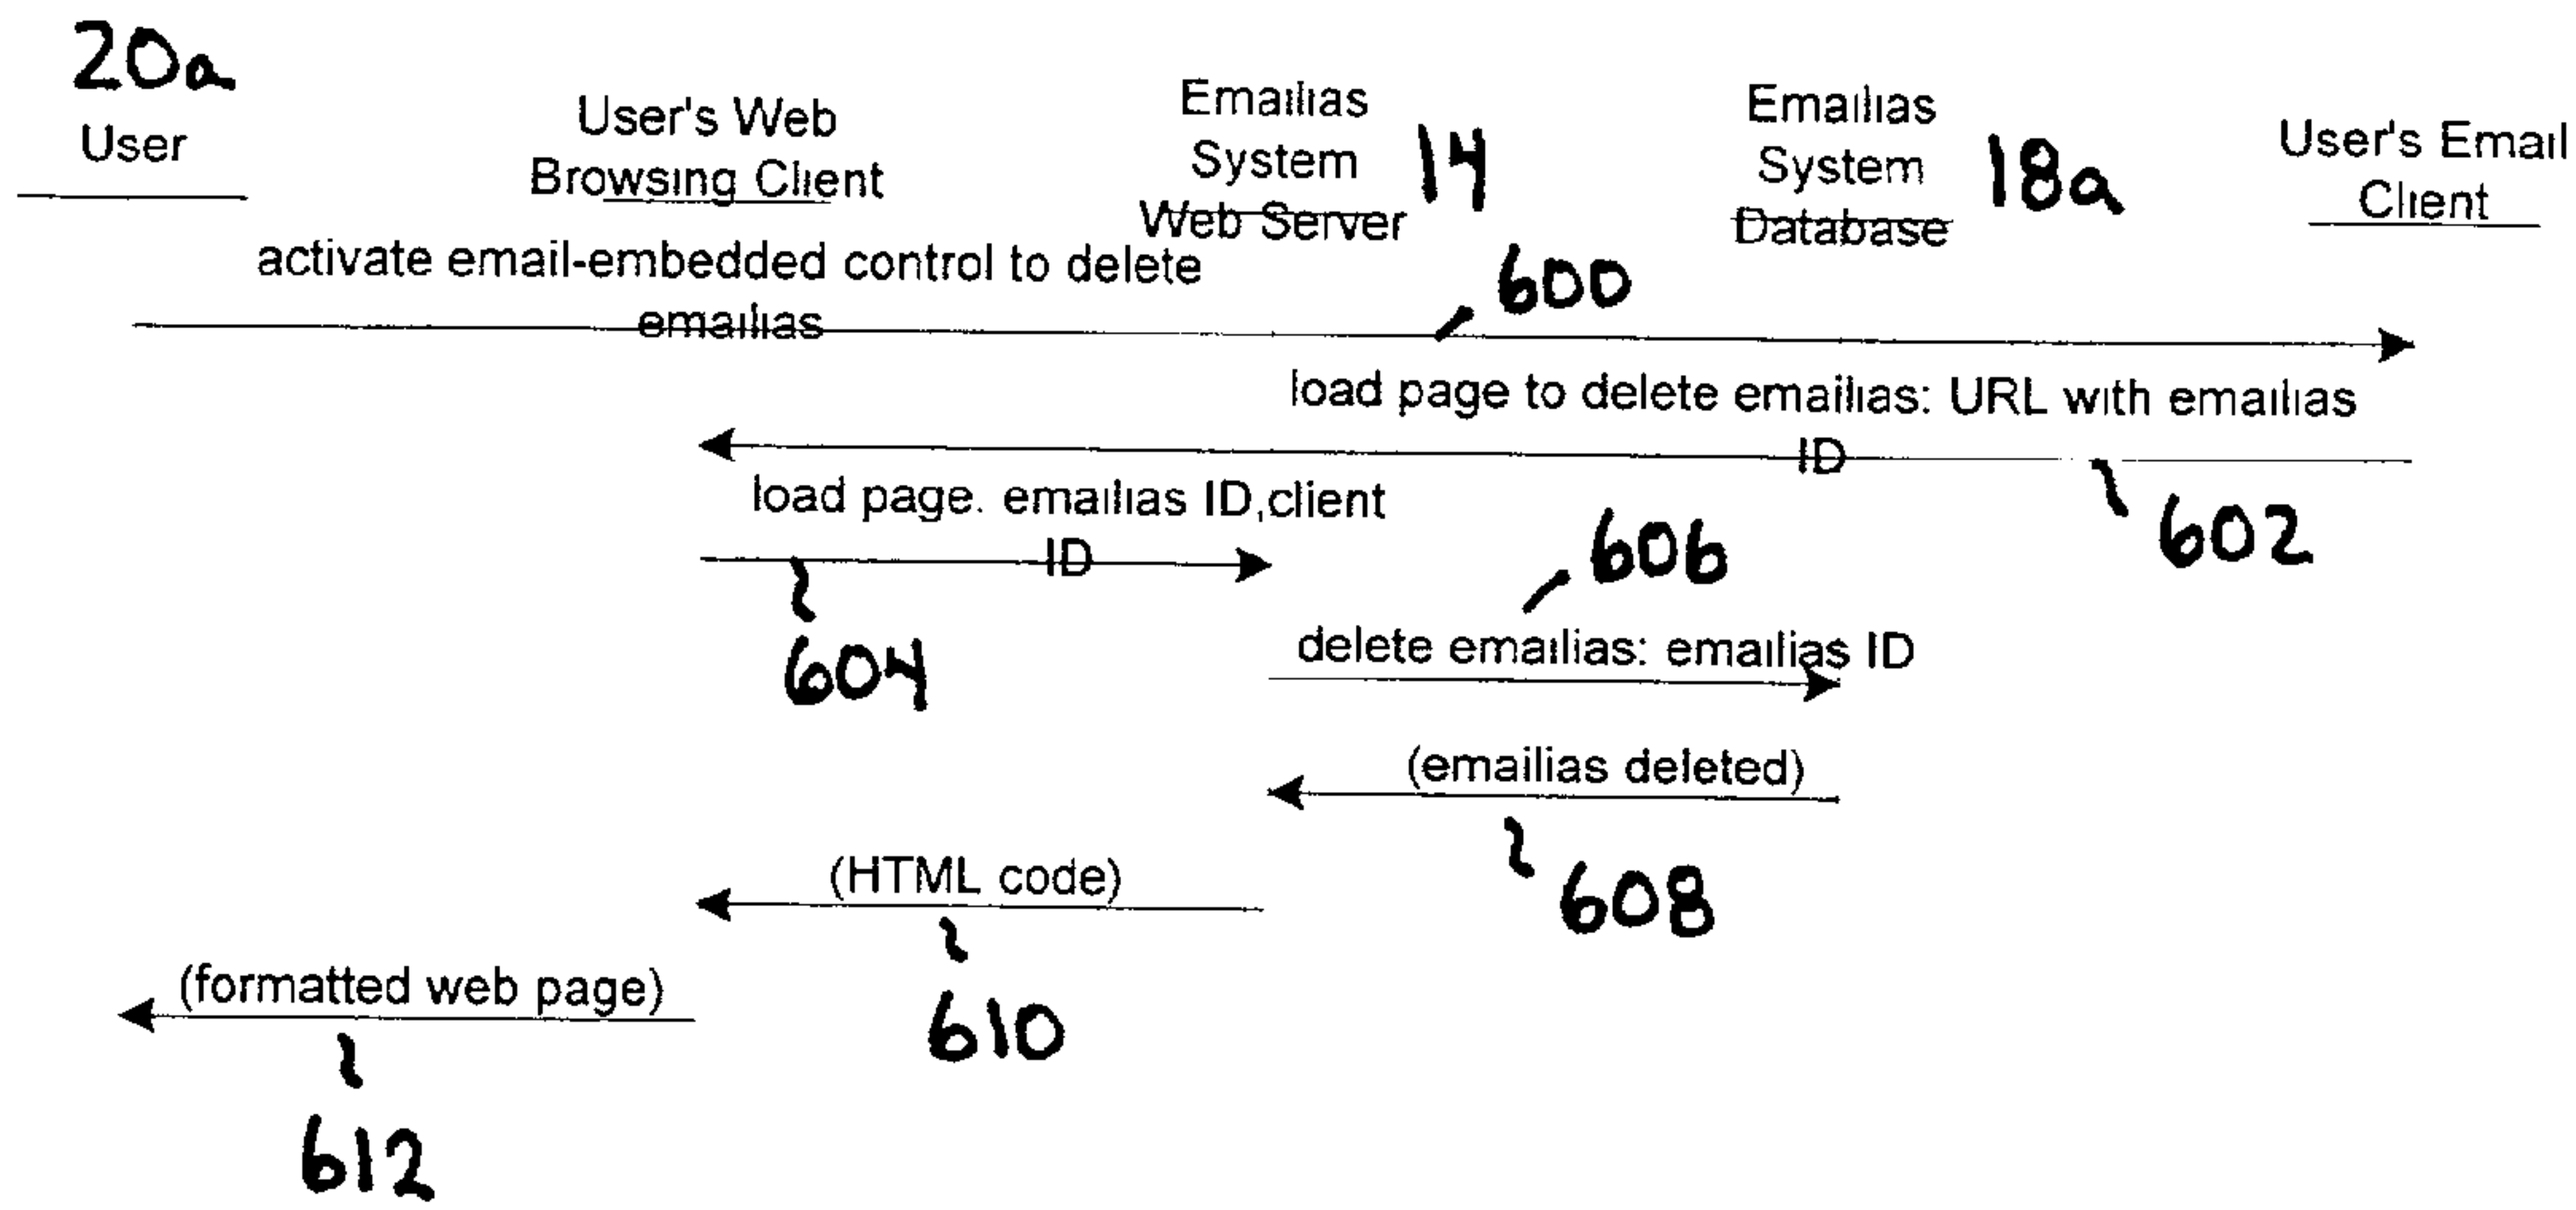 20a
User
User's Web
Browsing Client
Emailias
System
Web Server
14
Emailias
System
Database
18a
User's Email
Client
activate email-embedded control to delete
emailias
600
load page to delete emailias: URL with emailias
ID
602
load page. emailias ID,client
ID
604
606
delete emailias: emailias ID
(emailias deleted)
608
(HTML code)
610
(formatted web page)
612